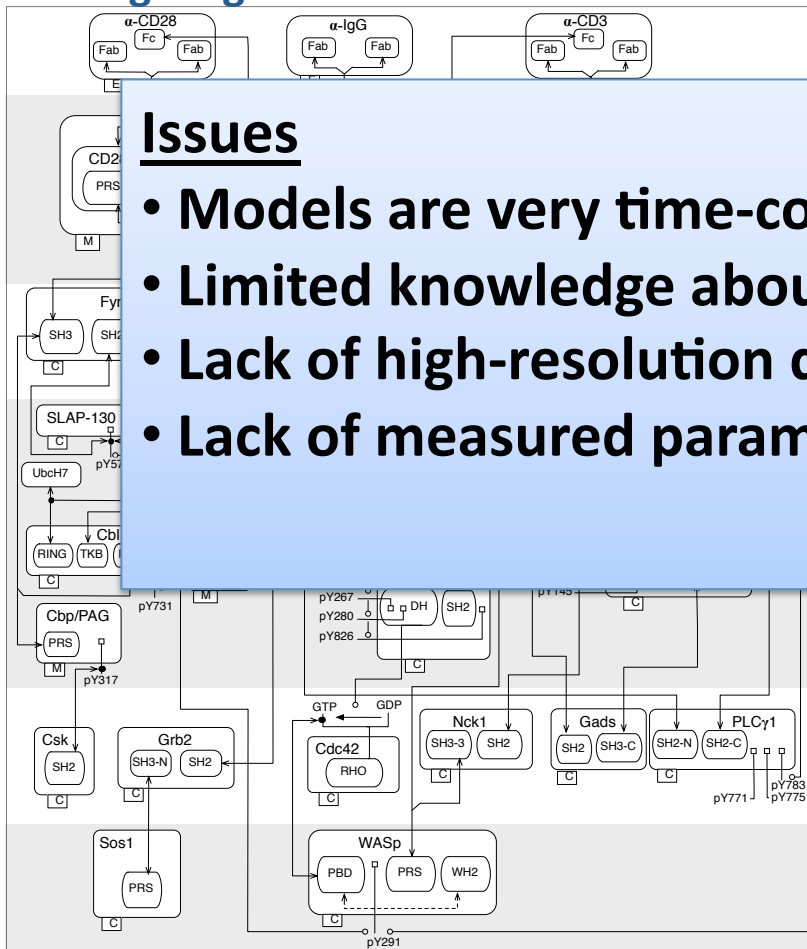 α-CD28
Fc
Fab
Fab
α-IgG
Fab
Fab
α-CD3
Fc
Fab
Fab
E
Issues
• Models are very time-co
• Limited knowledge abou
• Lack of high-resolution
• Lack of measured param
CD28
PRS
M
Fyn
SH3
SH2
C
SLAP-130
C
pY57
UbcH7
Cbl
RING
TKB
C
pY731
M
pY267
pY280
pY826
DH
SH2
C
pY145
C
Cbp/PAG
PRS
M
pY317
GTP
GDP
Csk
SH2
C
Grb2
SH3-N
SH2
C
Cdc42
RHO
C
Nck1
SH3-3
SH2
C
Gads
SH2
SH3-C
C
PLCγ1
SH2-N
SH2-C
C
pY783
pY771
pY775
Sos1
PRS
C
WASp
PBD
PRS
WH2
C
pY291